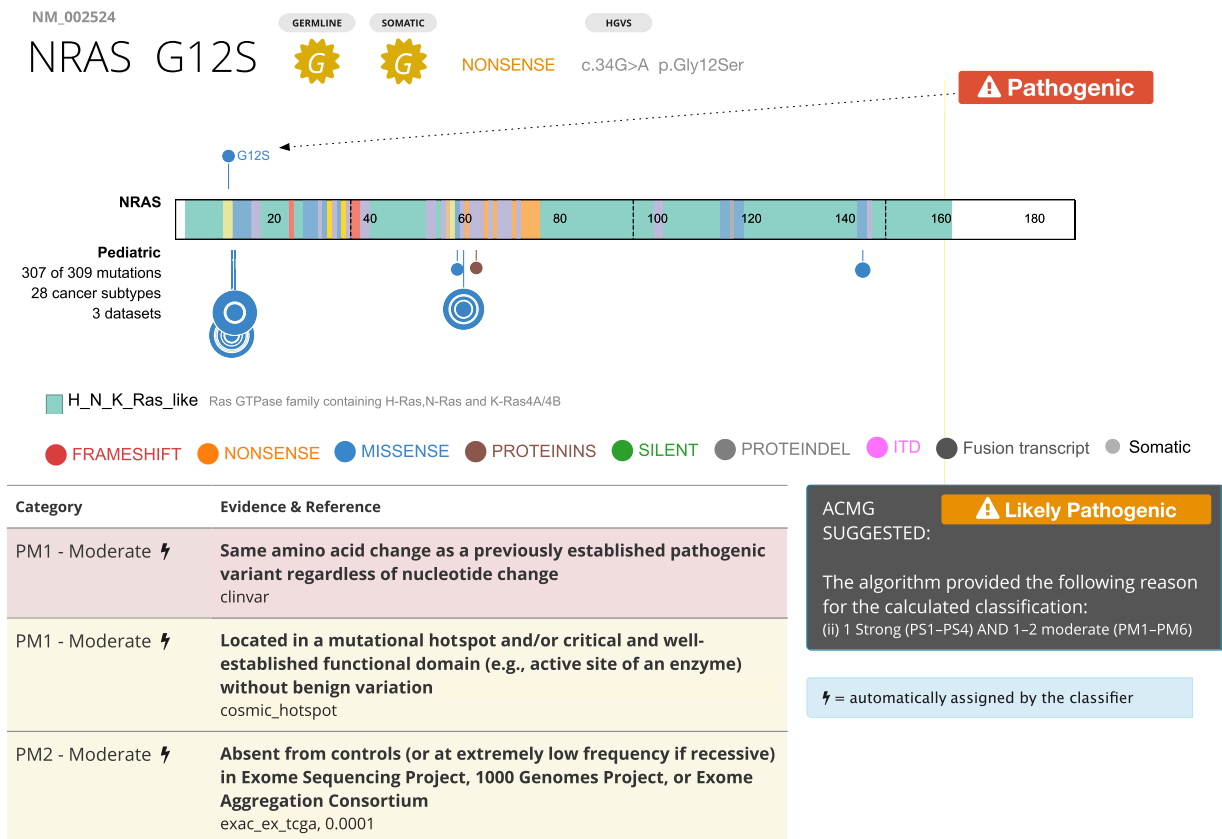 NM_002524
GERMLINE
SOMATIC
HGVS
NRAS G12S
G
G
NONSENSE
c.34G>A p.Gly12Ser
Pathogenic
G12S
NRAS
20
40
60
80
100
120
140
160
180
Pediatric
307 of 309 mutations
28 cancer subtypes
3 datasets
H_N_K_Ras_like
Ras GTPase family containing H-Ras,N-Ras and K-Ras4A/4B
FRAMESHIFT
NONSENSE
MISSENSE
PROTEININS
SILENT
PROTEINDEL
ITD
Fusion transcript
Somatic
Category
Evidence & Reference
PM1 - Moderate
Same amino acid change as a previously established pathogenic
variant regardless of nucleotide change
clinvar
PM1 - Moderate
Located in a mutational hotspot and/or critical and well-
established functional domain (e.g., active site of an enzyme)
without benign variation
cosmic_hotspot
PM2 - Moderate
Absent from controls (or at extremely low frequency if recessive)
in Exome Sequencing Project, 1000 Genomes Project, or Exome
Aggregation Consortium
exac_ex_tcga, 0.0001
ACMG
SUGGESTED:
Likely Pathogenic
The algorithm provided the following reason
for the calculated classification:
(ii) 1 Strong (PS1–PS4) AND 1–2 moderate (PM1–PM6)
= automatically assigned by the classifier